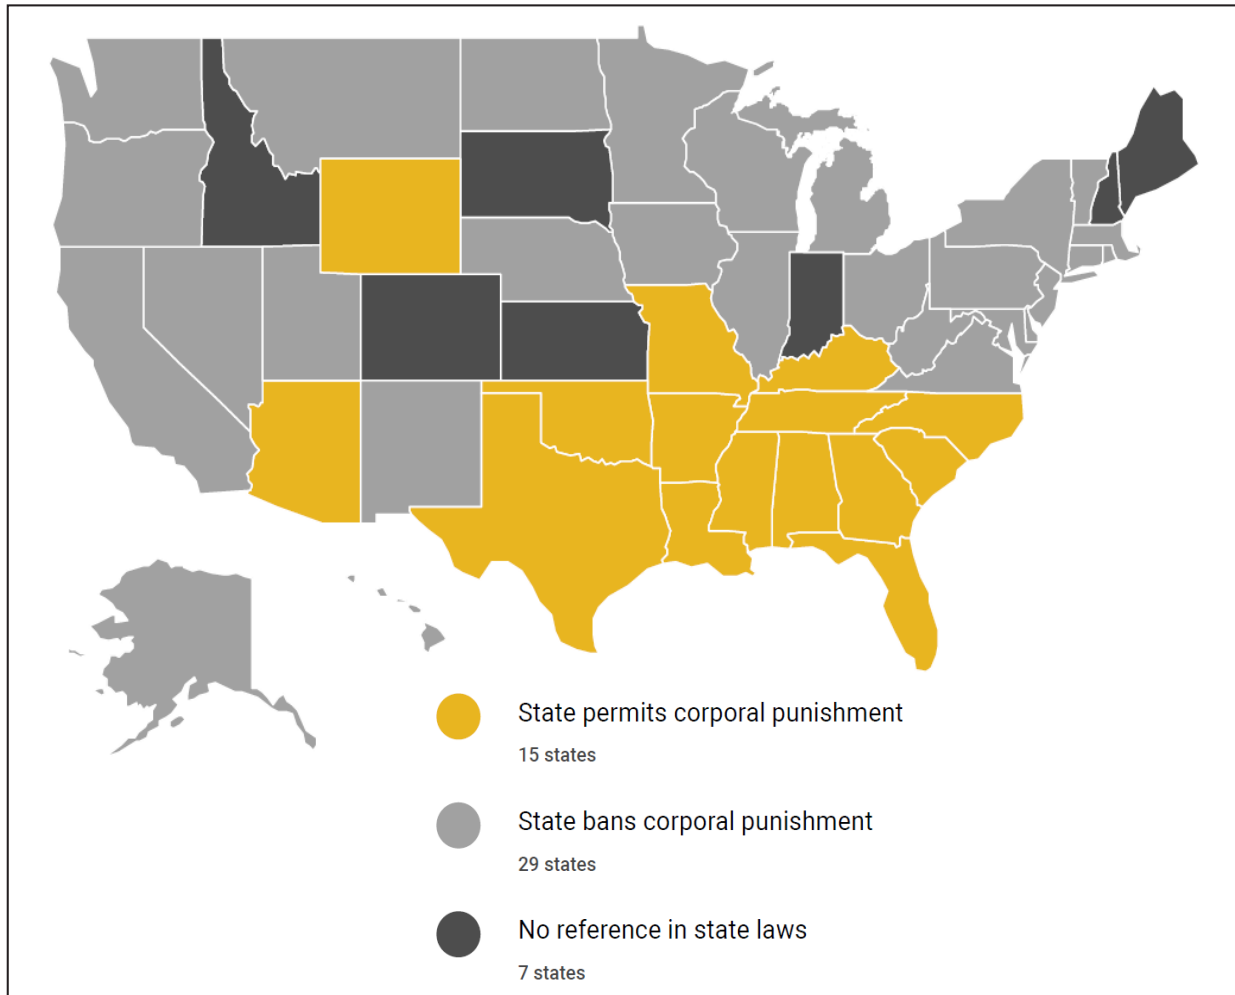 State permits corporal punishment
15 states
State bans corporal punishment
29 states
No reference in state laws
7 states